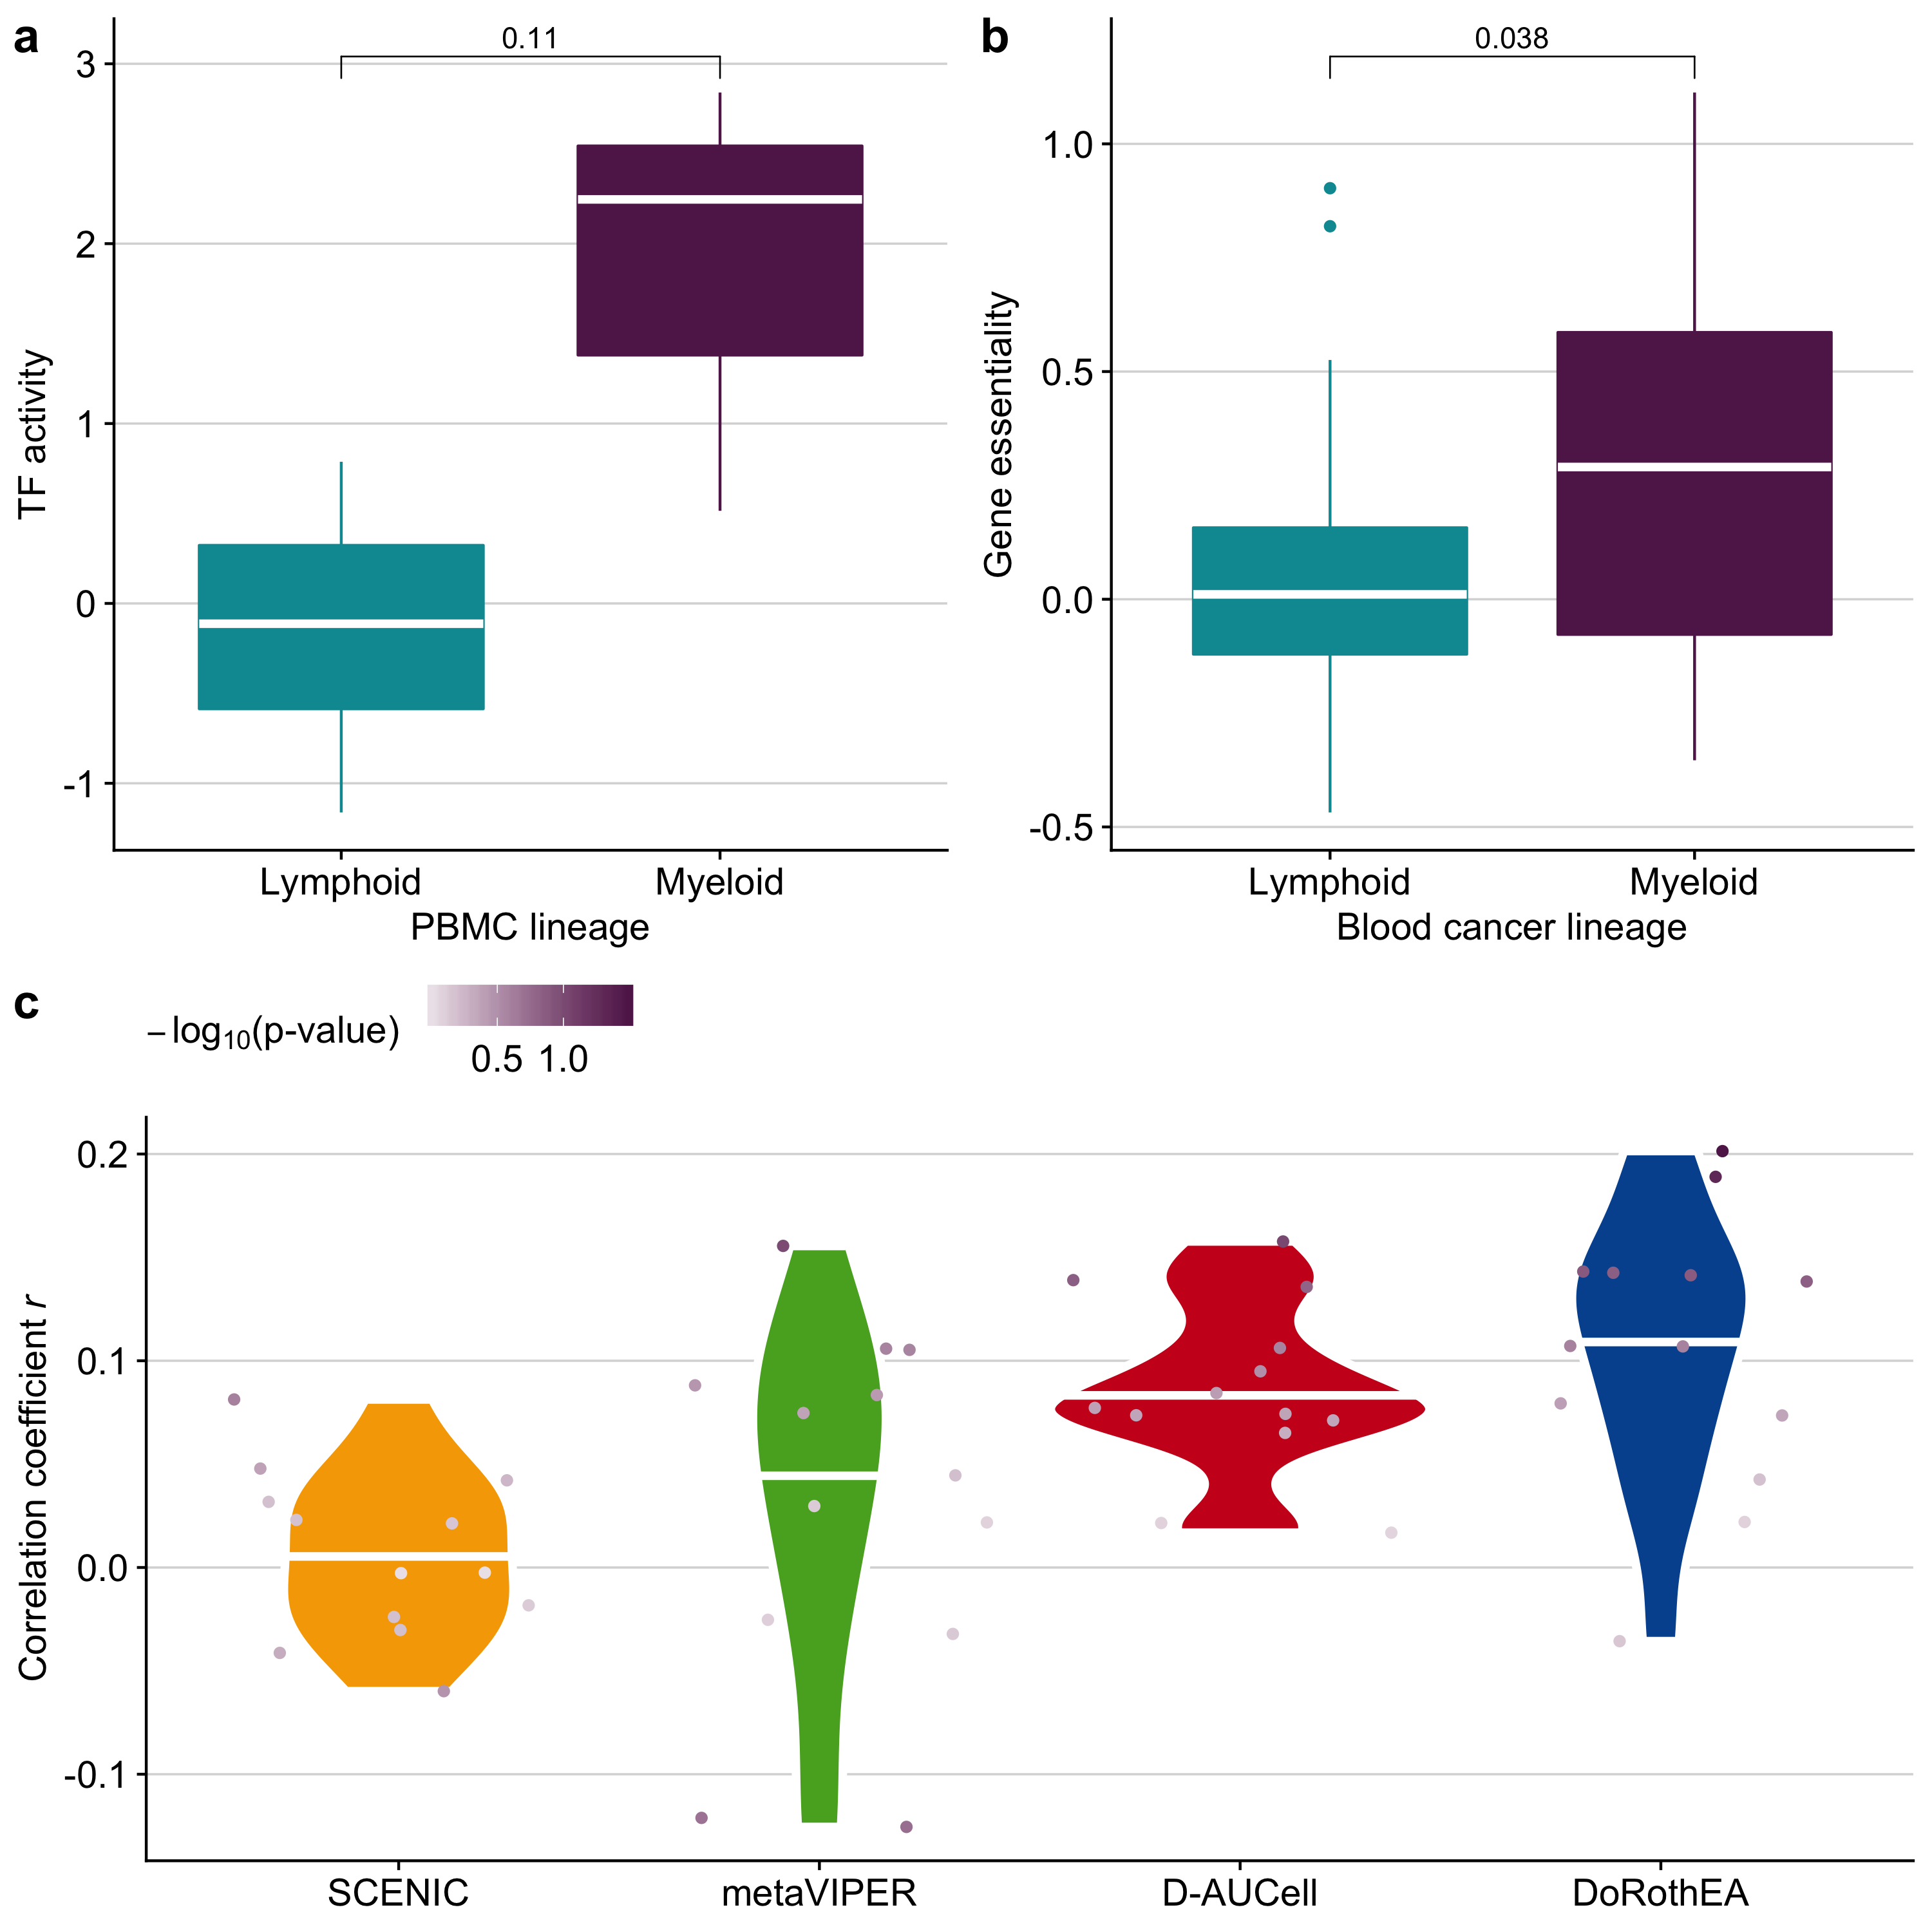 a
0.11
3
2
1
0
-1
TF activity
Lymphoid Myeloid
PBMC lineage
b
0.038
1.0
0.5
0.0
-0.5
Gene essentiality
Lymphoid Myeloid
Blood cancer lineage
c
−log10(p-value)
0.5 1.0
0.2
0.1
0.0
-0.1
Correlation coefficient r
SCENIC metaVIPER D-AUCell DoRothEA